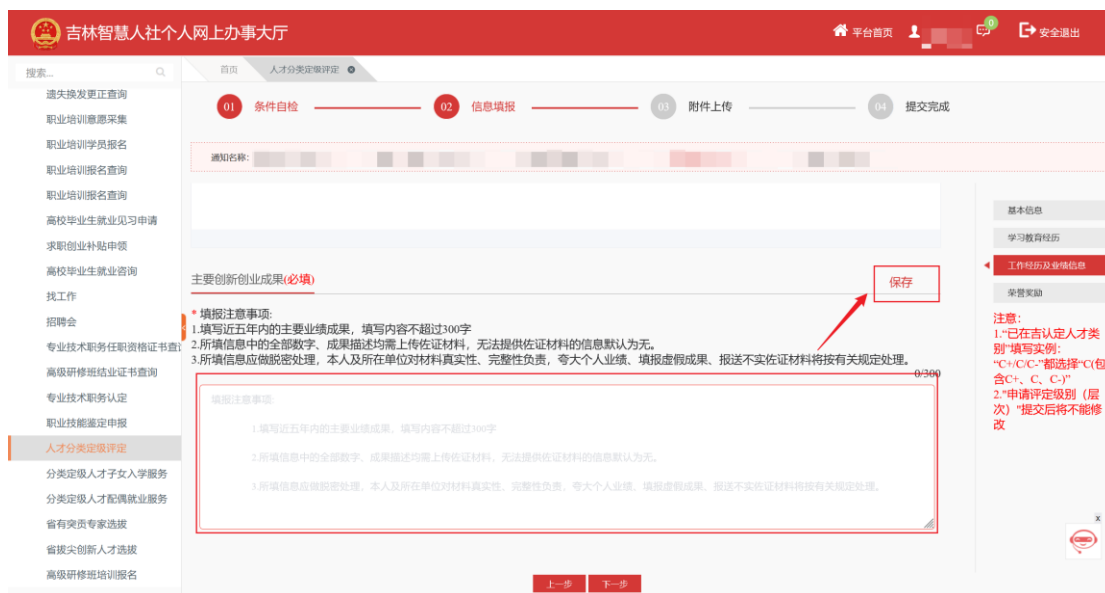 吉林智慧人社个人网上办事大厅
平台首页
0
安全退出
搜索...
首页
人才分类定级评定
遗失换发更正查询
职业培训意愿采集
职业培训学员报名
职业培训报名查询
职业培训报名查询
高校毕业生就业见习申请
求职创业补贴申领
高校毕业生就业咨询
找工作
招聘会
专业技术职务任职资格证书查
高级研修班结业证书查询
专业技术职务认定
职业技能鉴定申报
人才分类定级评定
分类定级人才子女入学服务
分类定级人才配偶就业服务
省有突贡专家选拔
省拔尖创新人才选拔
高级研修班培训报名
01 条件自检
02 信息填报
03 附件上传
04 提交完成
通知名称:
主要创新创业成果(必填)
保存
* 填报注意事项:
1.填写近五年内的主要业绩成果，填写内容不超过300字
2.所填信息中的全部数字、成果描述均需上传佐证材料，无法提供佐证材料的信息默认为无。
3.所填信息应做脱密处理，本人及所在单位对材料真实性、完整性负责，夸大个人业绩、填报虚假成果、报送不实佐证材料将按有关规定处理。
0/300
填报注意事项:
1.填写近五年内的主要业绩成果，填写内容不超过300字
2.所填信息中的全部数字、成果描述均需上传佐证材料，无法提供佐证材料的信息默认为无。
3.所填信息应做脱密处理，本人及所在单位对材料真实性、完整性负责，夸大个人业绩、填报虚假成果、报送不实佐证材料将按有关规定处理。
上一步
下一步
基本信息
学习教育经历
工作经历及业绩信息
荣誉奖励
注意：
1."已在吉认定人才类
别"填写实例：
"C+/C/C-"都选择"C(包
含C+、C、C-)"
2."申请评定级别（层
次）"提交后将不能修
改
x